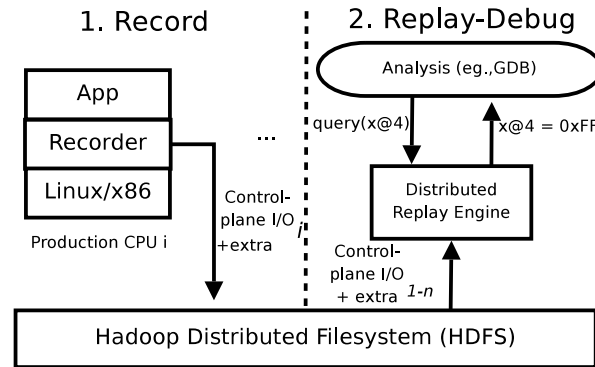 1. Record
App
Recorder
Linux/x86
Production CPU i
...
Control-
plane I/O
+extra i
2. Replay-Debug
Analysis (eg.,GDB)
query(x@4)
x@4 = 0xFF
Distributed
Replay Engine
Control-
plane I/O
+ extra 1-n
Hadoop Distributed Filesystem (HDFS)